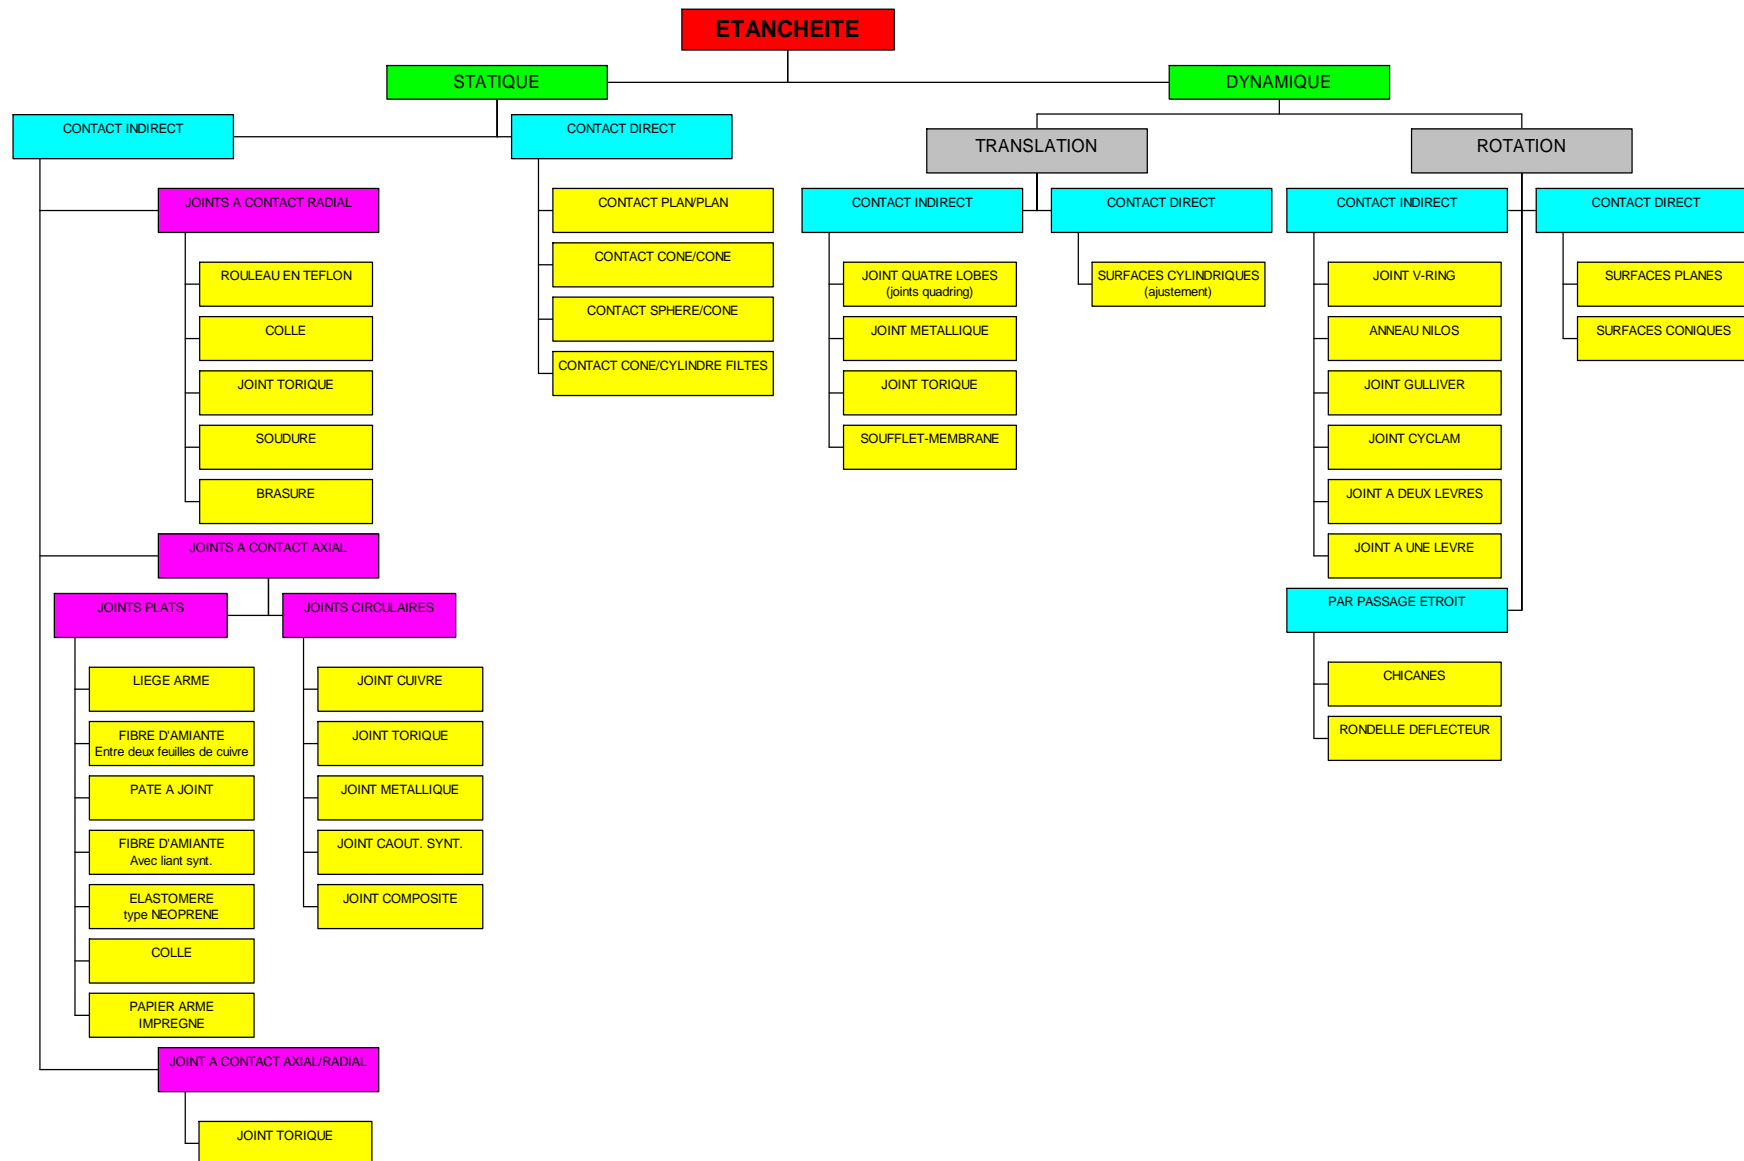 ETANCHEITE
STATIQUE
DYNAMIQUE
CONTACT INDIRECT
CONTACT DIRECT
TRANSLATION
ROTATION
JOINTS A CONTACT RADIAL
ROULEAU EN TEFLON
COLLE
JOINT TORIQUE
SOUDURE
BRASURE
JOINTS A CONTACT AXIAL
JOINTS PLATS
LIEGE ARME
FIBRE D'AMIANTE
Entre deux feuilles de cuivre
PATE A JOINT
FIBRE D'AMIANTE
Avec liant synt.
ELASTOMERE
type NEOPRENE
COLLE
PAPIER ARME
IMPREGNE
JOINTS CIRCULAIRES
JOINT CUIVRE
JOINT TORIQUE
JOINT METALLIQUE
JOINT CAOUT. SYNT.
JOINT COMPOSITE
JOINT A CONTACT AXIAL/RADIAL
JOINT TORIQUE
CONTACT PLAN/PLAN
CONTACT CONE/CONE
CONTACT SPHERE/CONE
CONTACT CONE/CYLINDRE FILTES
CONTACT INDIRECT
JOINT QUATRE LOBES
(joints quadring)
JOINT METALLIQUE
JOINT TORIQUE
SOUFFLET-MEMBRANE
CONTACT DIRECT
SURFACES CYLINDRIQUES
(ajustement)
CONTACT INDIRECT
JOINT V-RING
ANNEAU NILOS
JOINT GULLIVER
JOINT CYCLAM
JOINT A DEUX LEVRES
JOINT A UNE LEVRE
CONTACT DIRECT
SURFACES PLANES
SURFACES CONIQUES
PAR PASSAGE ETROIT
CHICANES
RONDELLE DEFLECTEUR